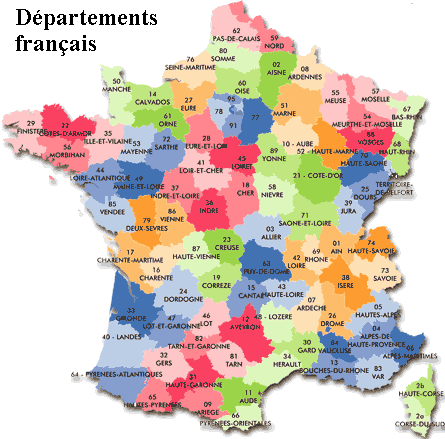 Départements
français
62
PAS-DE-CALAIS
59
NORD
80
SOMME
76
SEINE-MARITIME
02
AISNE
08
ARDENNES
50
MANCHE
14
CALVADOS
27
EURE
60
OISE
95
51
MARNE
55
MEUSE
57
MOSELLE
61
ORNE
78
77
91
54
MEURTHE-ET-MOSELLE
67
BAS-RHIN
29
FINISTERE
22
COTES-D'ARMOR
35
ILLE-ET-VILAINE
53
MAYENNE
72
SARTHE
28
EURE-ET-LOIR
10 - AUBE
52
HAUTE-MARNE
88
VOSGES
68
HAUT-RHIN
56
MORBIHAN
45
LOIRET
89
YONNE
70
HAUTE-SAONE
44
LOIRE-ATLANTIQUE
49
MAINE-ET-LOIRE
41
LOIR-ET-CHER
21 - COTE-D'OR
90
TERRITOIRE-
DE-BELFORT
37
INDRE-ET-LOIRE
18
CHER
58
NIEVRE
25
DOUBS
85
VENDEE
79
DEUX-SEVRES
86
VIENNE
36
INDRE
39
JURA
71
SAONE-ET-LOIRE
03
ALLIER
17
CHARENTE-MARITIME
16
CHARENTE
87
HAUTE-VIENNE
23
CREUSE
63
PUY-DE-DOME
42
LOIRE
69
RHONE
01
AIN
74
HAUTE-SAVOIE
73
SAVOIE
24
DORDOGNE
19
CORREZE
15
CANTAL
43
HAUTE-LOIRE
38
ISERE
33
GIRONDE
47
LOT-ET-GARONNE
46
LOT
12
AVEYRON
48 - LOZERE
07
ARDECHE
26
DROME
05
HAUTES-ALPES
40 - LANDES
82
TARN-ET-GARONNE
30
GARD
84
VAUCLUSE
04
ALPES-DE
HAUTE-PROVENCE
06
ALPES-MARITIMES
32
GERS
81
TARN
34
HERAULT
13
BOUCHES-DU-RHONE
83
VAR
64 - PYRENEES-ATLANTIQUES
65
HAUTES-PYRENEES
31
HAUTE-GARONNE
09
ARIEGE
11
AUDE
66
PYRENEES-ORIENTALES
2b
HAUTE-CORSE
2a
CORSE-DU-SUD